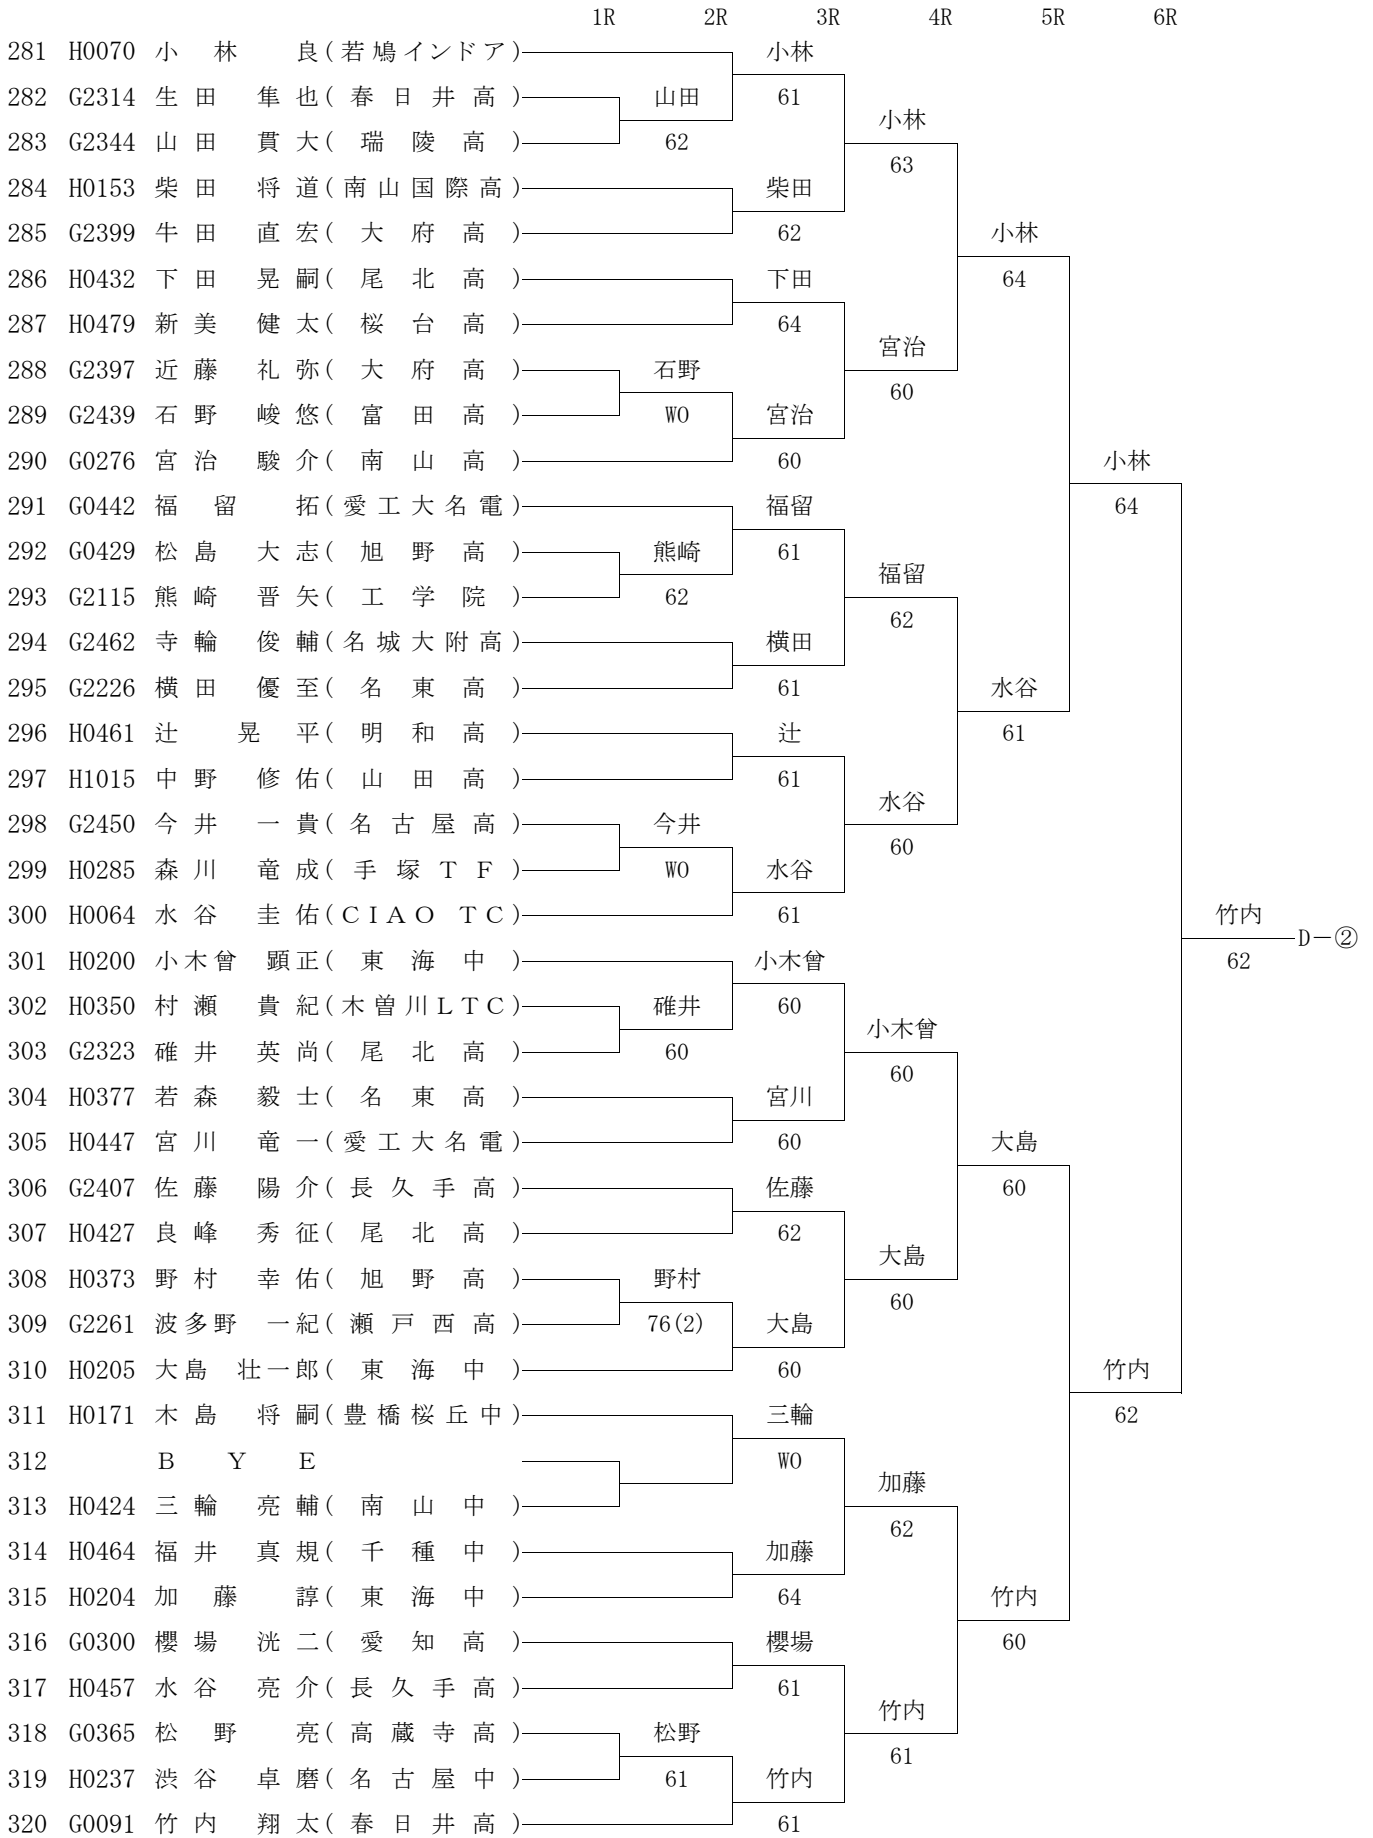 1R 2R 3R 4R 5R 6R
281 H0070 小 林 良(若鳩インドア) 小林
282 G2314 生 田 隼 也( 春 日 井 高 ) 山田 61
小林
283 G2344 山 田 貫 大( 瑞 陵 高 ) 62
63
284 H0153 柴 田 将 道(南山国際高) 柴田
285 G2399 牛 田 直 宏( 大 府 高 ) 62 小林
286 H0432 下 田 晃 嗣( 尾 北 高 ) 下田 64
287 H0479 新 美 健 太( 桜 台 高 ) 64
宮治
288 G2397 近 藤 礼 弥( 大 府 高 ) 石野
60
289 G2439 石 野 峻 悠( 富 田 高 ) WO 宮治
290 G0276 宮 治 駿 介( 南 山 高 ) 60 小林
291 G0442 福 留 拓(愛工大名電) 福留 64
292 G0429 松 島 大 志( 旭 野 高 ) 熊崎 61
福留
293 G2115 熊 崎 晋 矢( 工 学 院 ) 62
62
294 G2462 寺 輪 俊 輔(名城大附高) 横田
295 G2226 横 田 優 至( 名 東 高 ) 61 水谷
296 H0461 辻 晃 平( 明 和 高 ) 辻 61
297 H1015 中 野 修 佑( 山 田 高 ) 61
水谷
298 G2450 今 井 一 貴( 名 古 屋 高 ) 今井
60
299 H0285 森 川 竜 成( 手 塚 T F ) WO 水谷
300 H0064 水 谷 圭 佑(CIAO TC) 61 竹内
D-②
301 H0200 小木曾 顕正( 東 海 中 ) 小木曾 62
302 H0350 村 瀬 貴 紀(木曽川LTC) 碓井 60
小木曾
303 G2323 碓 井 英 尚( 尾 北 高 ) 60
60
304 H0377 若 森 毅 士( 名 東 高 ) 宮川
305 H0447 宮 川 竜 一(愛工大名電) 60 大島
306 G2407 佐 藤 陽 介( 長 久 手 高 ) 佐藤 60
307 H0427 良 峰 秀 征( 尾 北 高 ) 62
大島
308 H0373 野 村 幸 佑( 旭 野 高 ) 野村
60
309 G2261 波多野 一紀( 瀬 戸 西 高 ) 76(2) 大島
310 H0205 大島 壮一郎( 東 海 中 ) 60 竹内
311 H0171 木 島 将 嗣(豊橋桜丘中) 三輪 62
312 B Y E WO
加藤
313 H0424 三 輪 亮 輔( 南 山 中 )
62
314 H0464 福 井 真 規( 千 種 中 ) 加藤
315 H0204 加 藤 諄( 東 海 中 ) 64 竹内
316 G0300 櫻 場 洸 二( 愛 知 高 ) 櫻場 60
317 H0457 水 谷 亮 介( 長 久 手 高 ) 61
竹内
318 G0365 松 野 亮( 高 蔵 寺 高 ) 松野
61
319 H0237 渋 谷 卓 磨( 名 古 屋 中 ) 61 竹内
320 G0091 竹 内 翔 太( 春 日 井 高 ) 61